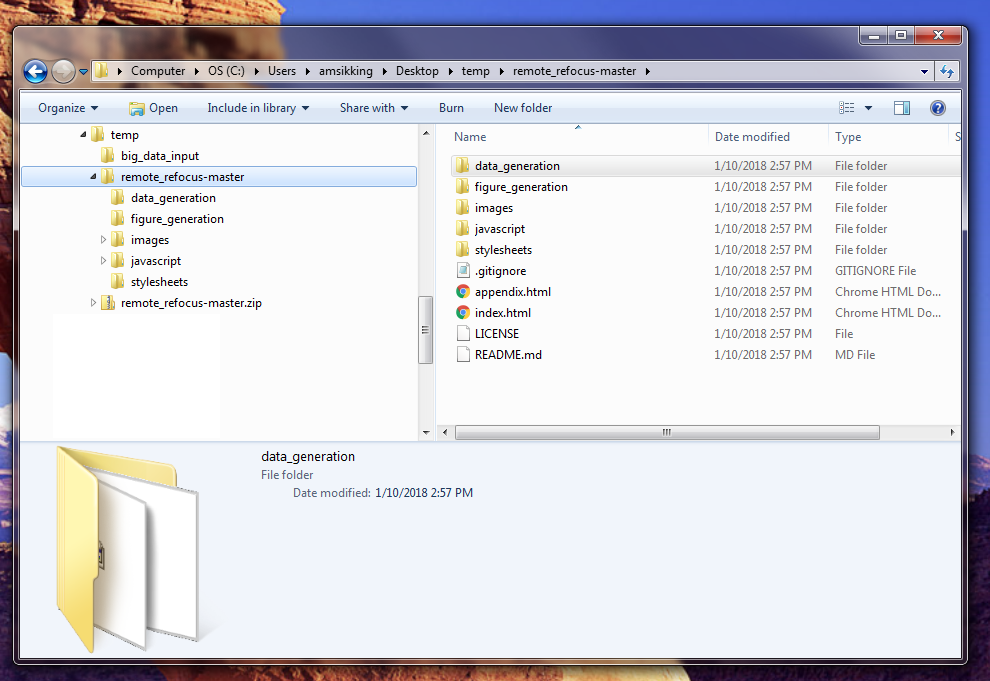 Computer OS (C:) Users amsikking Desktop temp remote_refocus-master
Organize Open Include in library Share with Burn New folder
temp
big_data_input
remote_refocus-master
data_generation
figure_generation
images
javascript
stylesheets
remote_refocus-master.zip
Name Date modified Type S
data_generation 1/10/2018 2:57 PM File folder
figure_generation 1/10/2018 2:57 PM File folder
images 1/10/2018 2:57 PM File folder
javascript 1/10/2018 2:57 PM File folder
stylesheets 1/10/2018 2:57 PM File folder
.gitignore 1/10/2018 2:57 PM GITIGNORE File
appendix.html 1/10/2018 2:57 PM Chrome HTML Do...
index.html 1/10/2018 2:57 PM Chrome HTML Do...
LICENSE 1/10/2018 2:57 PM File
README.md 1/10/2018 2:57 PM MD File
data_generation
File folder
Date modified: 1/10/2018 2:57 PM